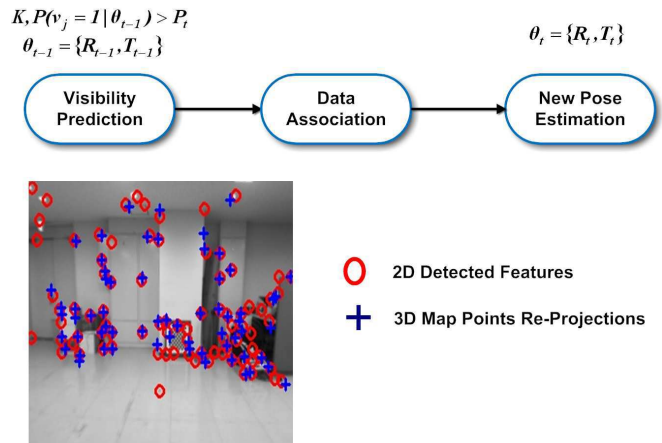 K, P(v_j = 1 | θ_{t-1}) > P_t
θ_{t-1} = {R_{t-1}, T_{t-1}}
θ_t = {R_t, T_t}
Visibility
Prediction
Data
Association
New Pose
Estimation
2D Detected Features
3D Map Points Re-Projections